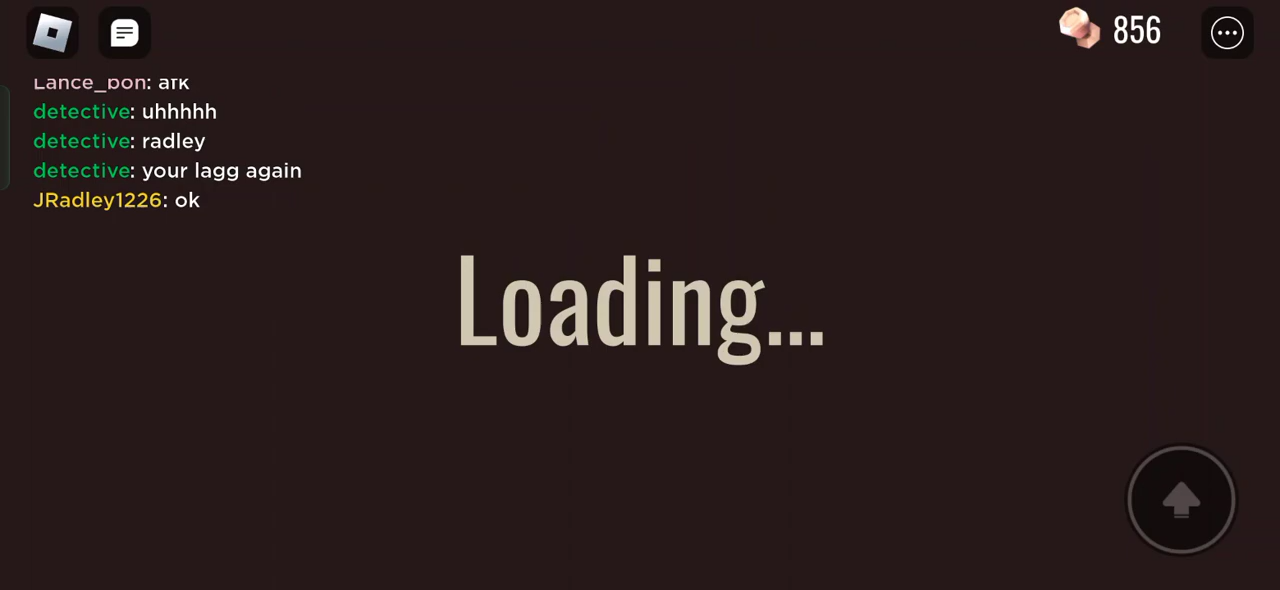 856
Lance_bon: afk
detective: uhhhhh
detective: radley
detective: your lagg again
JRadley1226: ok
Loading...